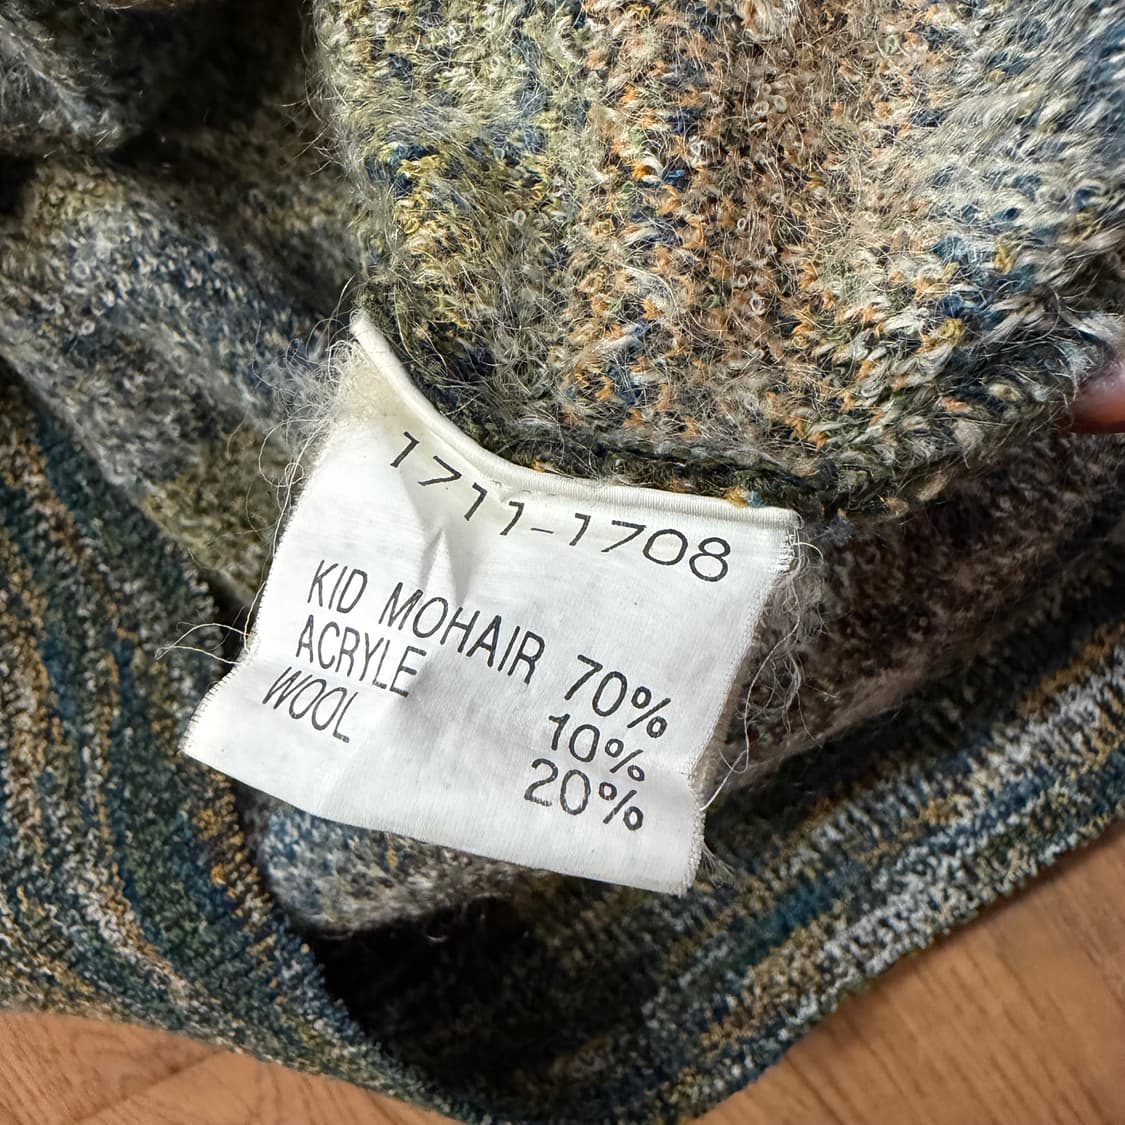 1711-1708
KID MOHAIR 70%
ACRYLE 10%
WOOL 20%